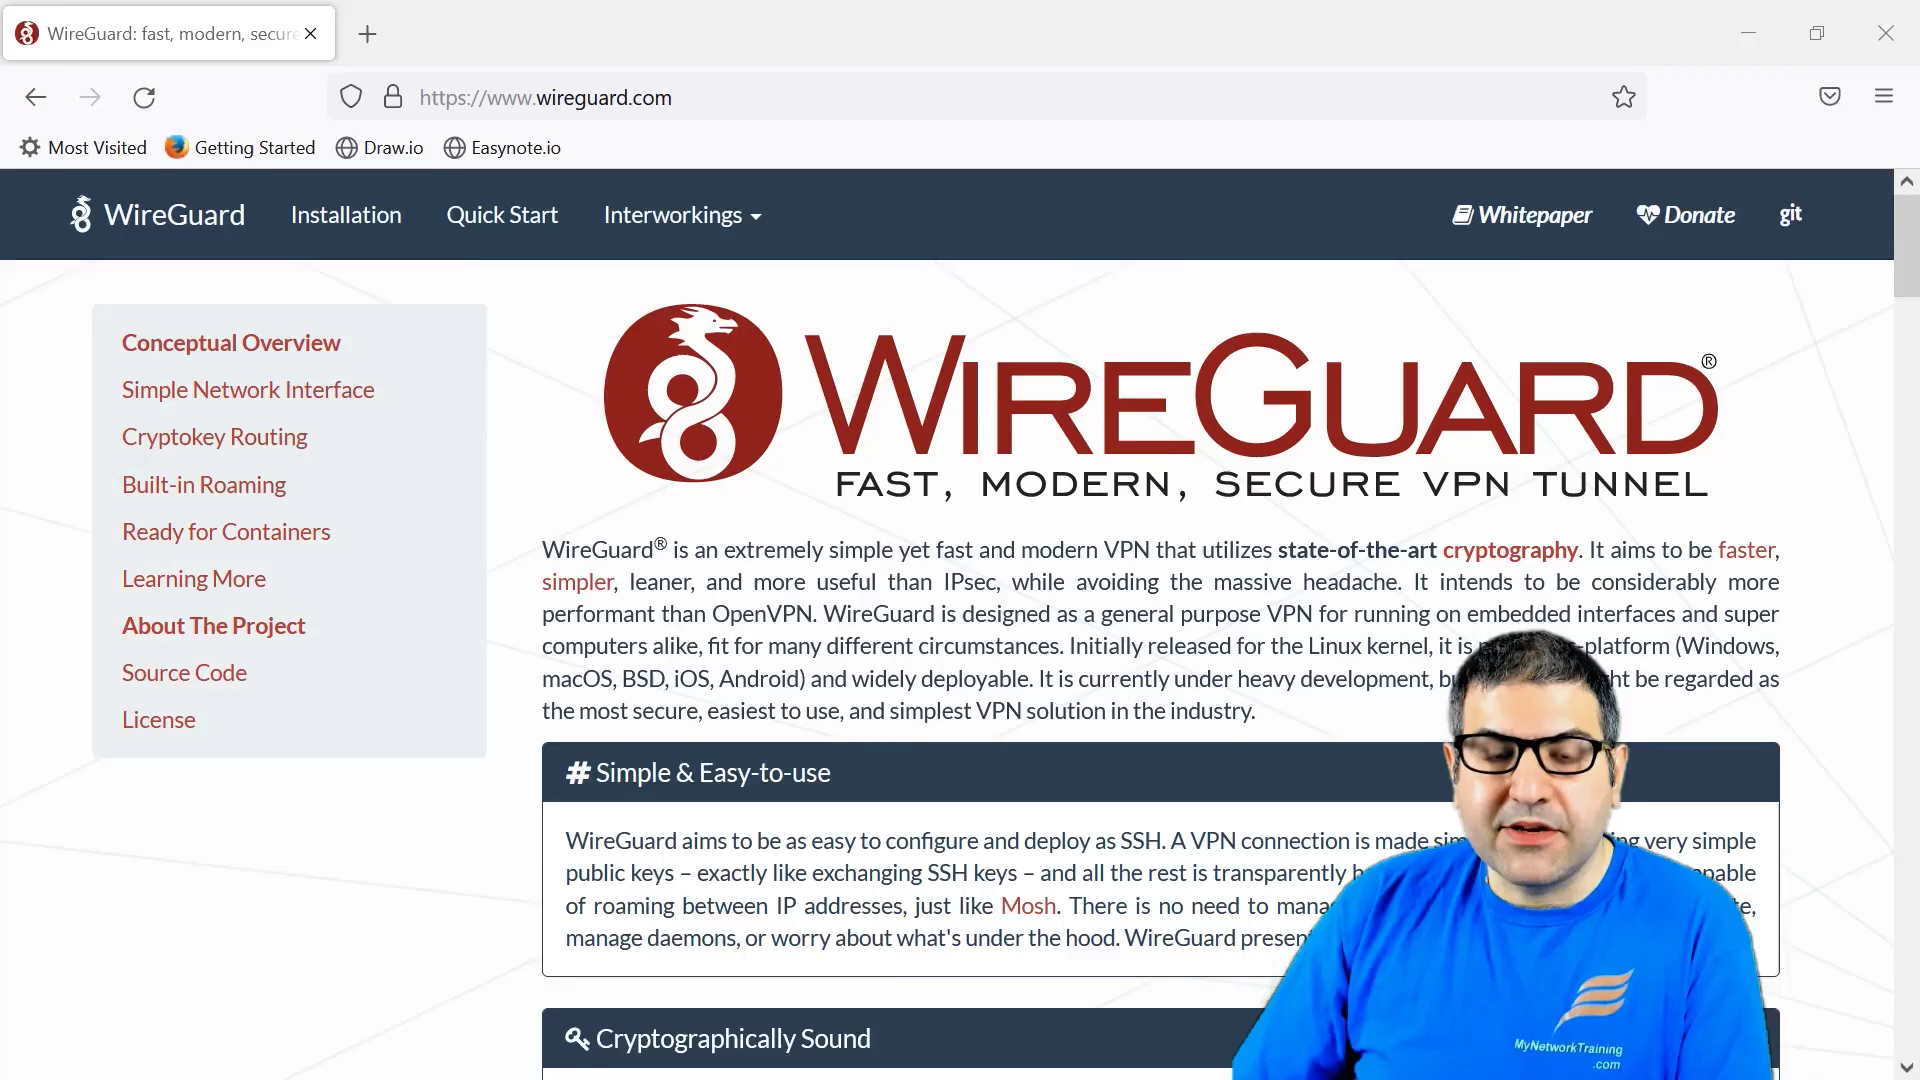 WireGuard: fast, modern, secure
https://www.wireguard.com
Most Visited
Getting Started
Draw.io
Easynote.io
WireGuard
Installation
Quick Start
Interworkings
Whitepaper
Donate
git
Conceptual Overview
Simple Network Interface
Cryptokey Routing
Built-in Roaming
Ready for Containers
Learning More
About The Project
Source Code
License
WIREGUARD®
FAST, MODERN, SECURE VPN TUNNEL
WireGuard® is an extremely simple yet fast and modern VPN that utilizes state-of-the-art cryptography. It aims to be faster,
simpler, leaner, and more useful than IPsec, while avoiding the massive headache. It intends to be considerably more
performant than OpenVPN. WireGuard is designed as a general purpose VPN for running on embedded interfaces and super
computers alike, fit for many different circumstances. Initially released for the Linux kernel, it is -platform (Windows,
macOS, BSD, iOS, Android) and widely deployable. It is currently under heavy development, be regarded as
the most secure, easiest to use, and simplest VPN solution in the industry.
# Simple & Easy-to-use
WireGuard aims to be as easy to configure and deploy as SSH. A VPN connection is made very simple
public keys – exactly like exchanging SSH keys – and all the rest is transparently
of roaming between IP addresses, just like Mosh. There is no need to
manage daemons, or worry about what's under the hood. WireGuard
Cryptographically Sound
MyNetworkTraining
.com